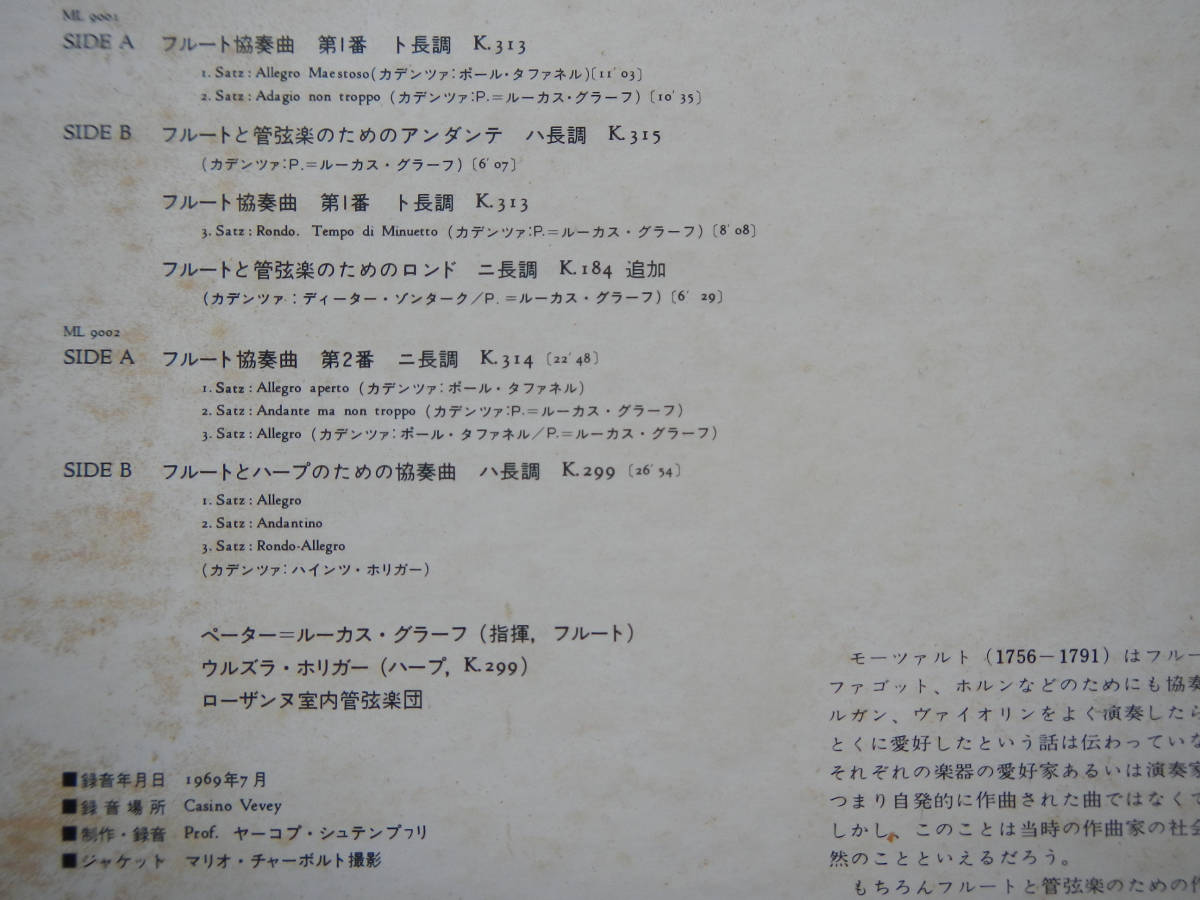 ML 9001
SIDE A フルート協奏曲 第1番 ト長調 K.313
1. Satz : Allegro Maestoso (カデンツァ：ポール・タファネル)〔11′03〕
2. Satz : Adagio non troppo (カデンツァ：P.＝ルーカス・グラーフ)〔10′35〕
SIDE B フルートと管弦楽のためのアンダンテ ハ長調 K.315
(カデンツァ：P.＝ルーカス・グラーフ)〔6′07〕
フルート協奏曲 第1番 ト長調 K.313
3. Satz : Rondo. Tempo di Minuetto (カデンツァ：P.＝ルーカス・グラーフ)〔8′08〕
フルートと管弦楽のためのロンド ニ長調 K.184 追加
(カデンツァ：ディーター・ゾンターク／P.＝ルーカス・グラーフ)〔6′29〕
ML 9002
SIDE A フルート協奏曲 第2番 ニ長調 K.314〔22′48〕
1. Satz : Allegro aperto (カデンツァ：ポール・タファネル)
2. Satz : Andante ma non troppo (カデンツァ：P.＝ルーカス・グラーフ)
3. Satz : Allegro (カデンツァ：ポール・タファネル／P.＝ルーカス・グラーフ)
SIDE B フルートとハープのための協奏曲 ハ長調 K.299〔26′54〕
1. Satz : Allegro
2. Satz : Andantino
3. Satz : Rondo-Allegro
(カデンツァ：ハインツ・ホリガー)
ペーター＝ルーカス・グラーフ (指揮, フルート)
ウルズラ・ホリガー (ハープ, K.299)
ローザンヌ室内管弦楽団
■録音年月日 1969年7月
■録音場所 Casino Vevey
■制作・録音 Prof. ヤーコプ・シュテンプフリ
■ジャケット マリオ・チャーボルト撮影
モーツァルト (1756−1791) はフルー
ファゴット、ホルンなどのためにも協奏
ルガン、ヴァイオリンをよく演奏したら
とくに愛好したという話は伝わっていな
それぞれの楽器の愛好家あるいは演奏家
つまり自発的に作曲された曲ではなくて
しかし、このことは当時の作曲家の社会
然のことといえるだろう。
もちろんフルートと管弦楽のための作